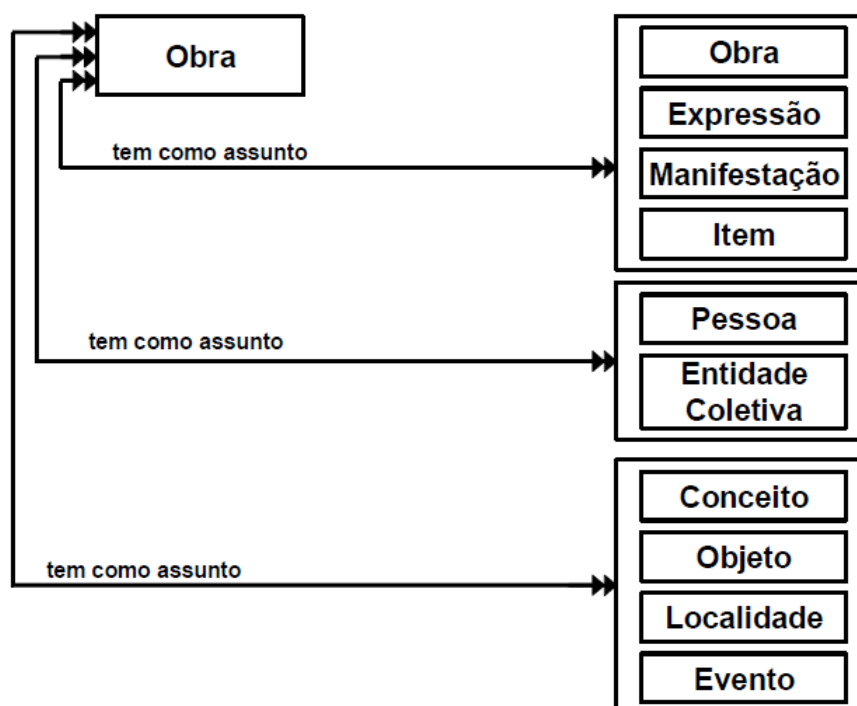 Obra
tem como assunto
Obra
Expressão
Manifestação
Item
tem como assunto
Pessoa
Entidade
Coletiva
tem como assunto
Conceito
Objeto
Localidade
Evento